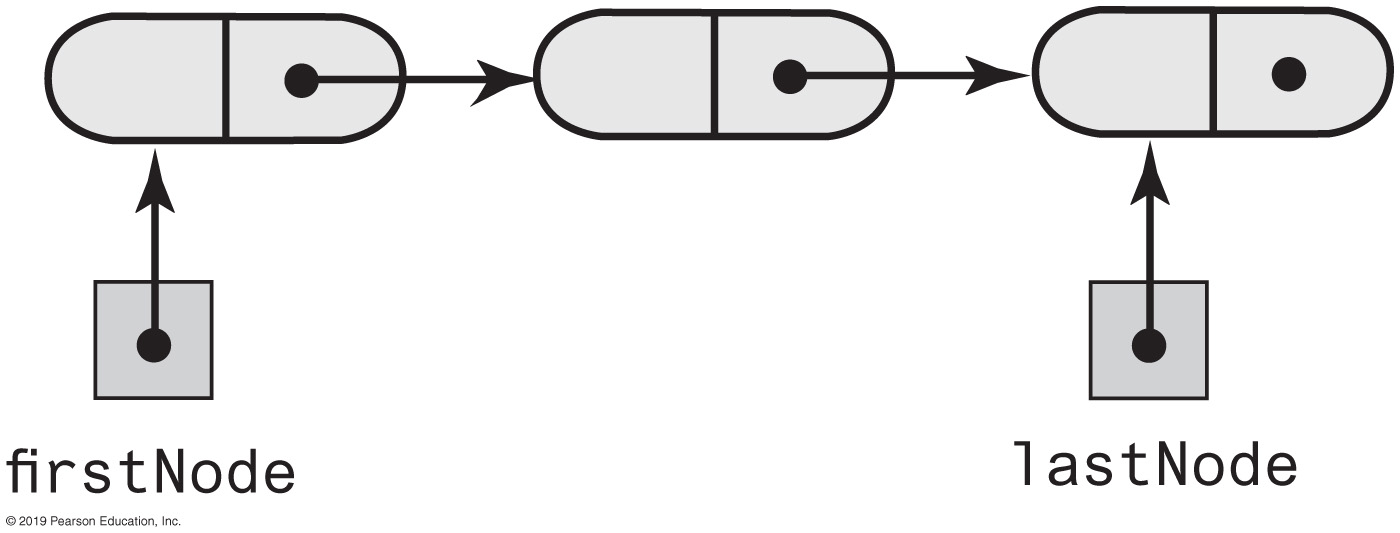 firstNode
lastNode
© 2019 Pearson Education, Inc.